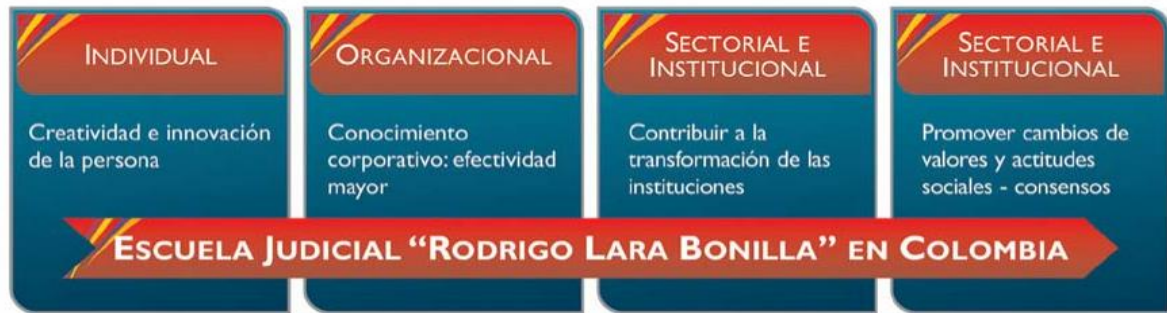 INDIVIDUAL
Creatividad e innovación
de la persona
ORGANIZACIONAL
Conocimiento
corporativo: efectividad
mayor
SECTORIAL E
INSTITUCIONAL
Contribuir a la
transformación de las
instituciones
SECTORIAL E
INSTITUCIONAL
Promover cambios de
valores y actitudes
sociales - consensos
ESCUELA JUDICIAL “RODRIGO LARA BONILLA” EN COLOMBIA